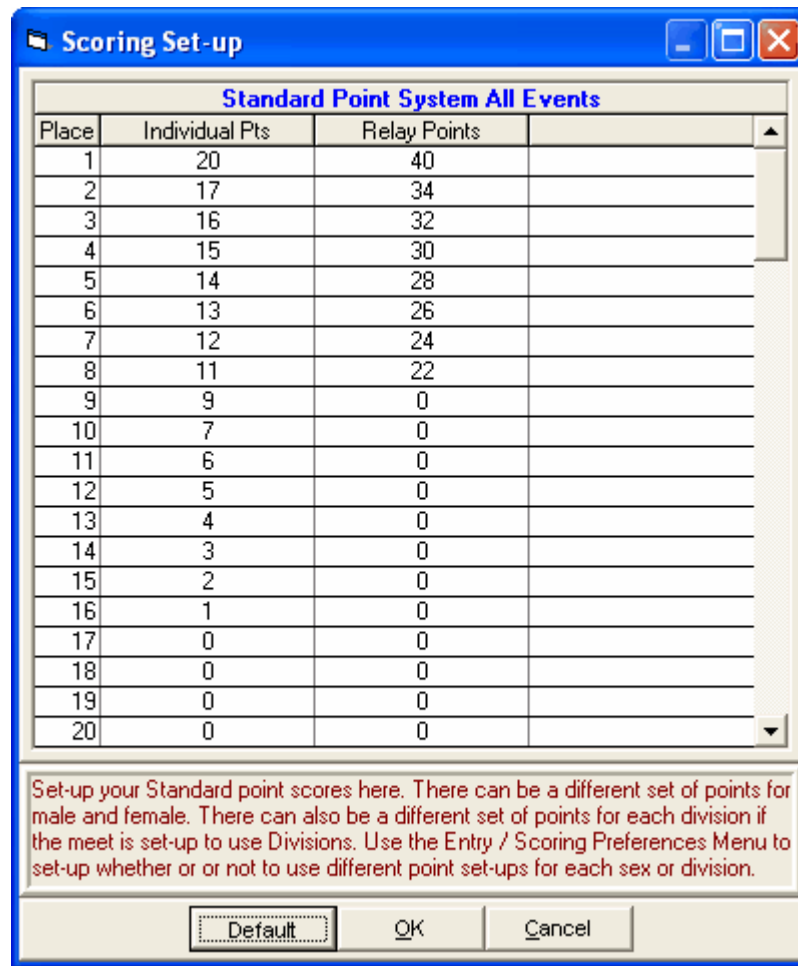 Scoring Set-up
Standard Point System All Events
Place Individual Pts Relay Points
1 20 40
2 17 34
3 16 32
4 15 30
5 14 28
6 13 26
7 12 24
8 11 22
9 9 0
10 7 0
11 6 0
12 5 0
13 4 0
14 3 0
15 2 0
16 1 0
17 0 0
18 0 0
19 0 0
20 0 0
Set-up your Standard point scores here. There can be a different set of points for
male and female. There can also be a different set of points for each division if
the meet is set-up to use Divisions. Use the Entry / Scoring Preferences Menu to
set-up whether or or not to use different point set-ups for each sex or division.
Default OK Cancel